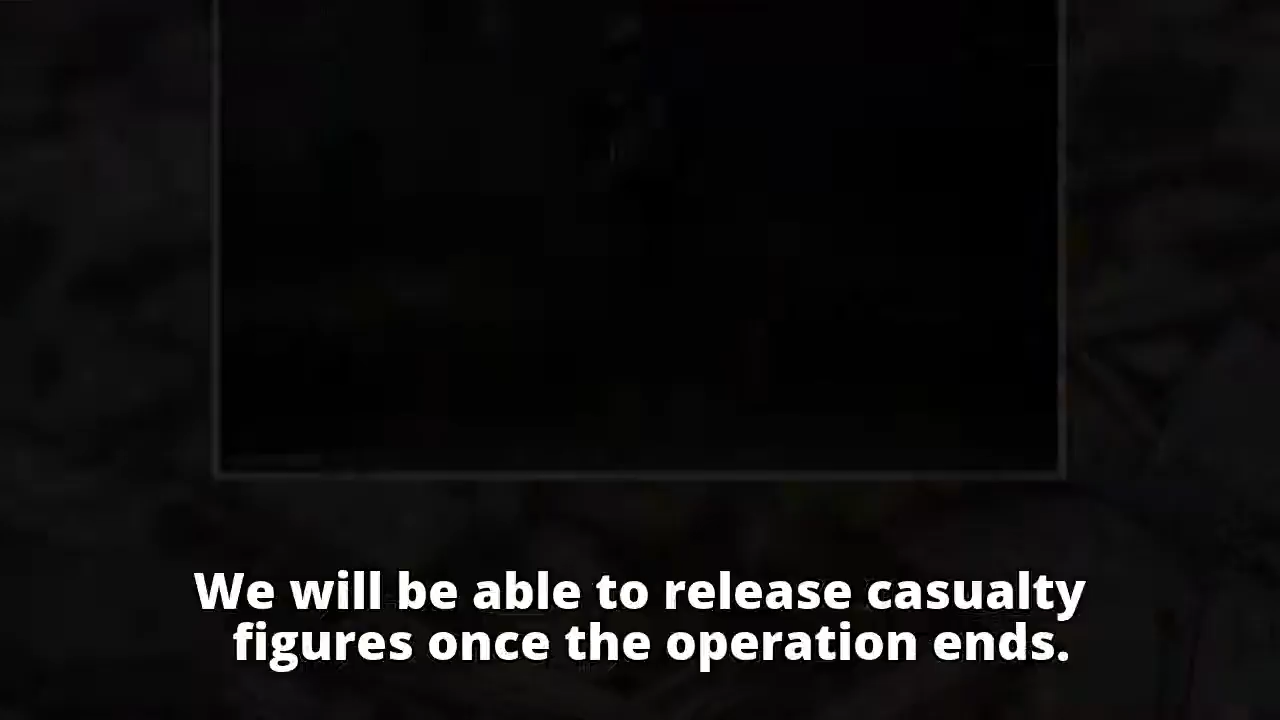 We will be able to release casualty
figures once the operation ends.